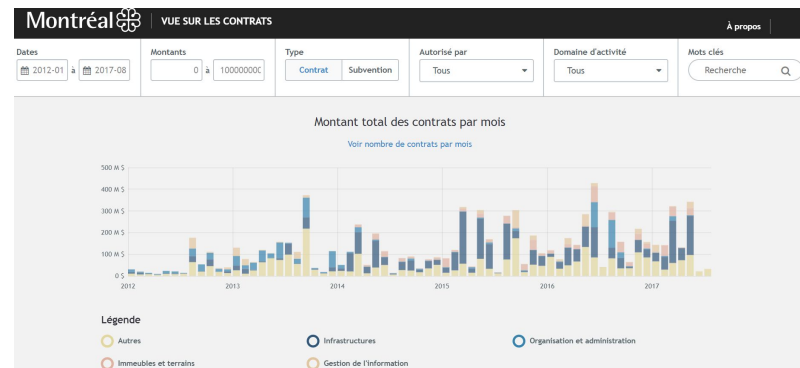 Montréal VUE SUR LES CONTRATS
À propos
Dates Montants Type Autorisé par Domaine d'activité Mots clés
2012-01 à 2017-08 0 à 10000000 Contrat Subvention Tous Tous Recherche
Montant total des contrats par mois
Voir nombre de contrats par mois
500 M $
400 M $
300 M $
200 M $
100 M $
0 $
2012 2013 2014 2015 2016 2017
Légende
Autres Infrastructures Organisation et administration
Immeubles et terrains Gestion de l'information